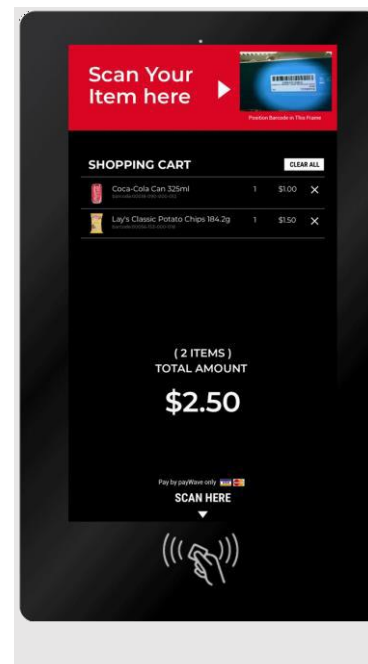 Scan Your
Item here
Position Barcode in This Frame
SHOPPING CART
CLEAR ALL
Coca-Cola Can 325ml 1 $1.00 ×
Lay's Classic Potato Chips 184.2g 1 $1.50 ×
( 2 ITEMS )
TOTAL AMOUNT
$2.50
Pay by payWave only
SCAN HERE